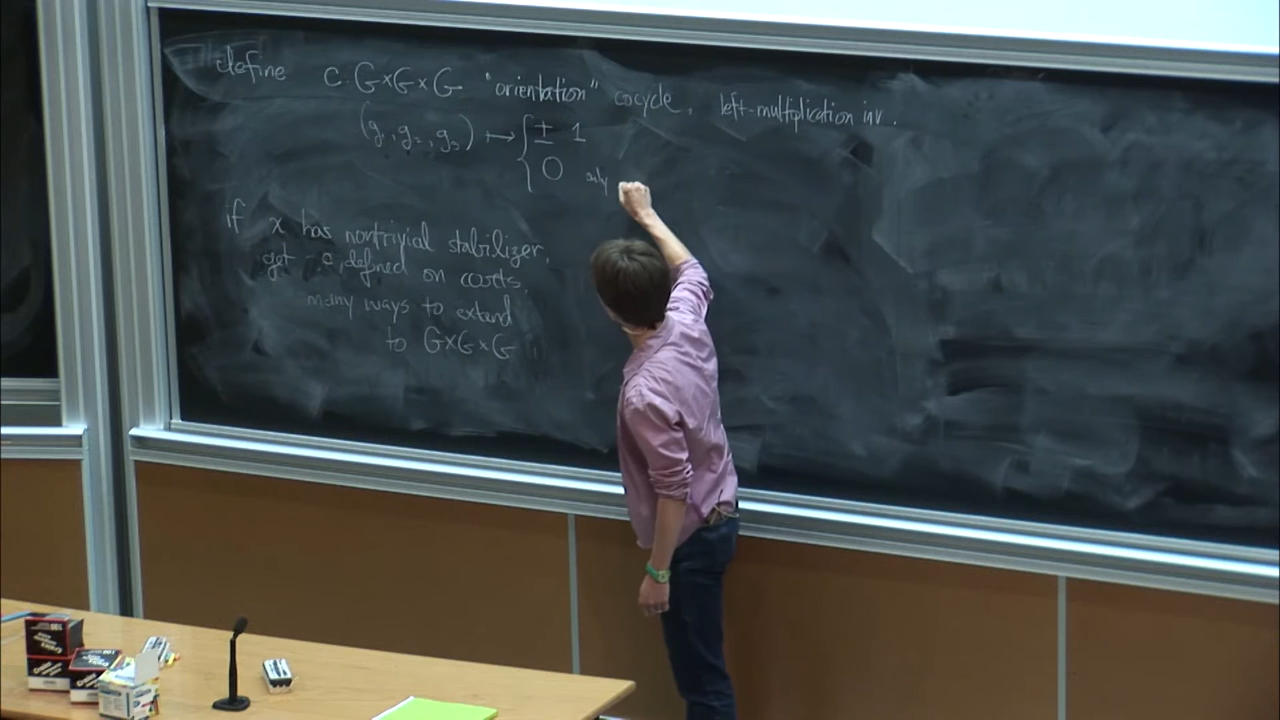 define c: G×G×G "orientation" cocycle, left-multiplication inv.
(g₁, g₂, g₃) ↦ { ± 1
0 only
if x has nontrivial stabilizer,
get c, defined on cosets,
many ways to extend
to G×G×G